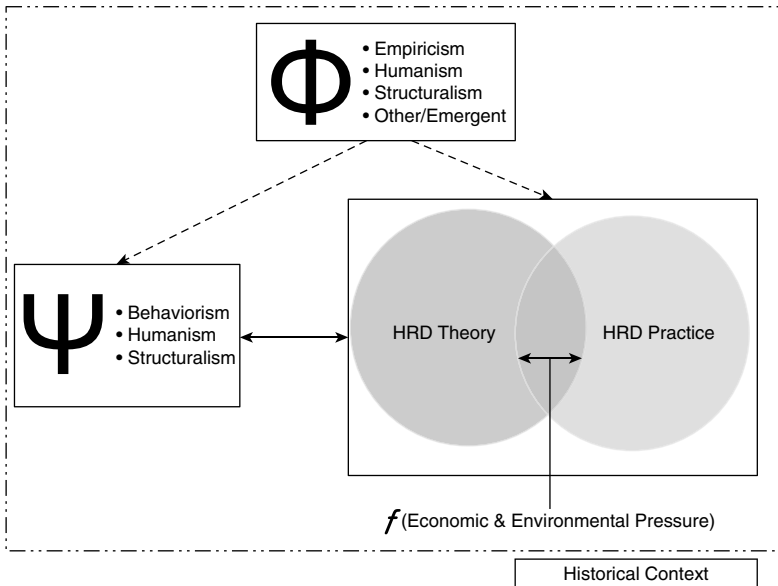 Φ
• Empiricism
• Humanism
• Structuralism
• Other/Emergent
Ψ
• Behaviorism
• Humanism
• Structuralism
HRD Theory
HRD Practice
f (Economic & Environmental Pressure)
Historical Context